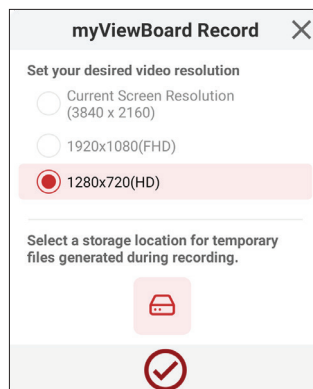 myViewBoard Record
Set your desired video resolution
Current Screen Resolution
(3840 x 2160)
1920x1080(FHD)
1280x720(HD)
Select a storage location for temporary
files generated during recording.